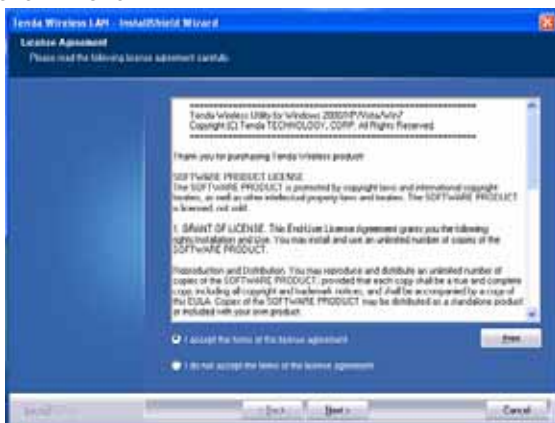 Tenda Wireless LAN - InstallShield Wizard
License Agreement
Please read the following license agreement carefully.
Tenda Wireless Utility for Windows 2000/XP/Vista/Win7
Copyright (C) Tenda TECHNOLOGY, CORP. All Rights Reserved.
Thank you for purchasing Tenda Wireless product!
SOFTWARE PRODUCT LICENSE
The SOFTWARE PRODUCT is protected by copyright laws and international copyright
treaties, as well as other intellectual property laws and treaties. The SOFTWARE PRODUCT
is licensed, not sold.
1. GRANT OF LICENSE. This End-User License Agreement grants you the following
rights:Installation and Use. You may install and use an unlimited number of copies of the
SOFTWARE PRODUCT.
Reproduction and Distribution. You may reproduce and distribute an unlimited number of
copies of the SOFTWARE PRODUCT; provided that each copy shall be a true and complete
copy, including all copyright and trademark notices, and shall be accompanied by a copy of
this EULA. Copies of the SOFTWARE PRODUCT may be distributed as a standalone product
or included with your own product.
I accept the terms of the license agreement
Print
I do not accept the terms of the license agreement
< Back
Next >
Cancel